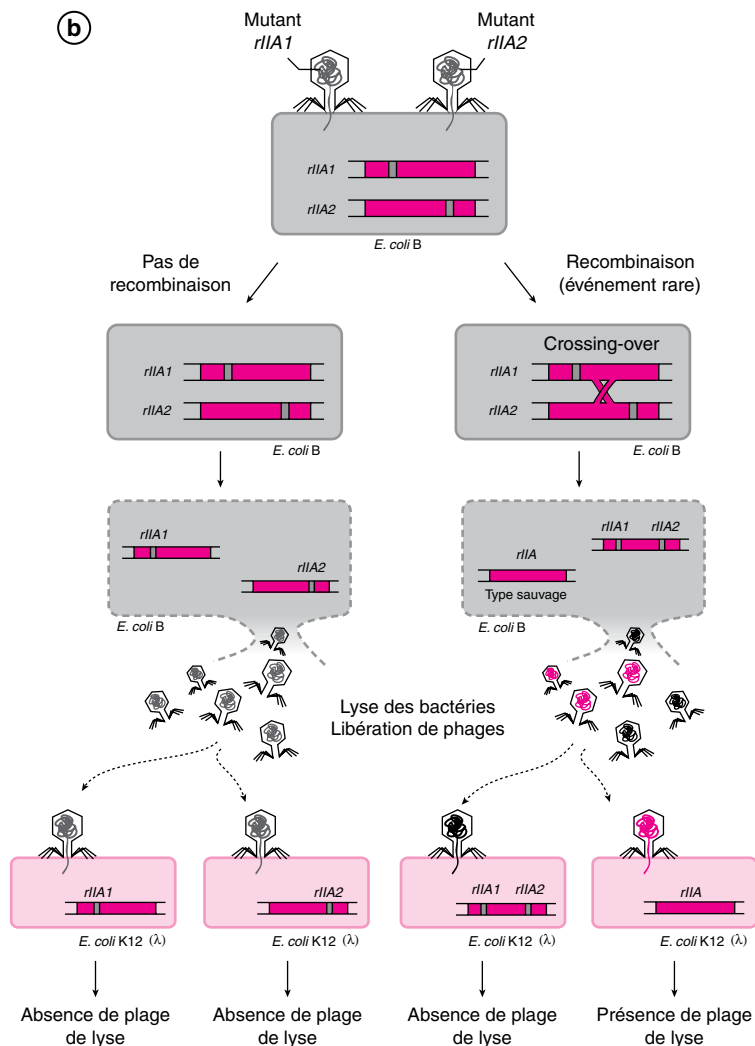 b
Mutant
rIIA1
Mutant
rIIA2
rIIA1
rIIA2
E. coli B
Pas de
recombinaison
Recombinaison
(événement rare)
rIIA1
rIIA2
E. coli B
Crossing-over
rIIA1
rIIA2
E. coli B
rIIA1
rIIA2
E. coli B
rIIA1 rIIA2
rIIA
Type sauvage
E. coli B
Lyse des bactéries
Libération de phages
rIIA1
E. coli K12 (λ)
rIIA2
E. coli K12 (λ)
rIIA1 rIIA2
E. coli K12 (λ)
rIIA
E. coli K12 (λ)
Absence de plage
de lyse
Absence de plage
de lyse
Absence de plage
de lyse
Présence de plage
de lyse